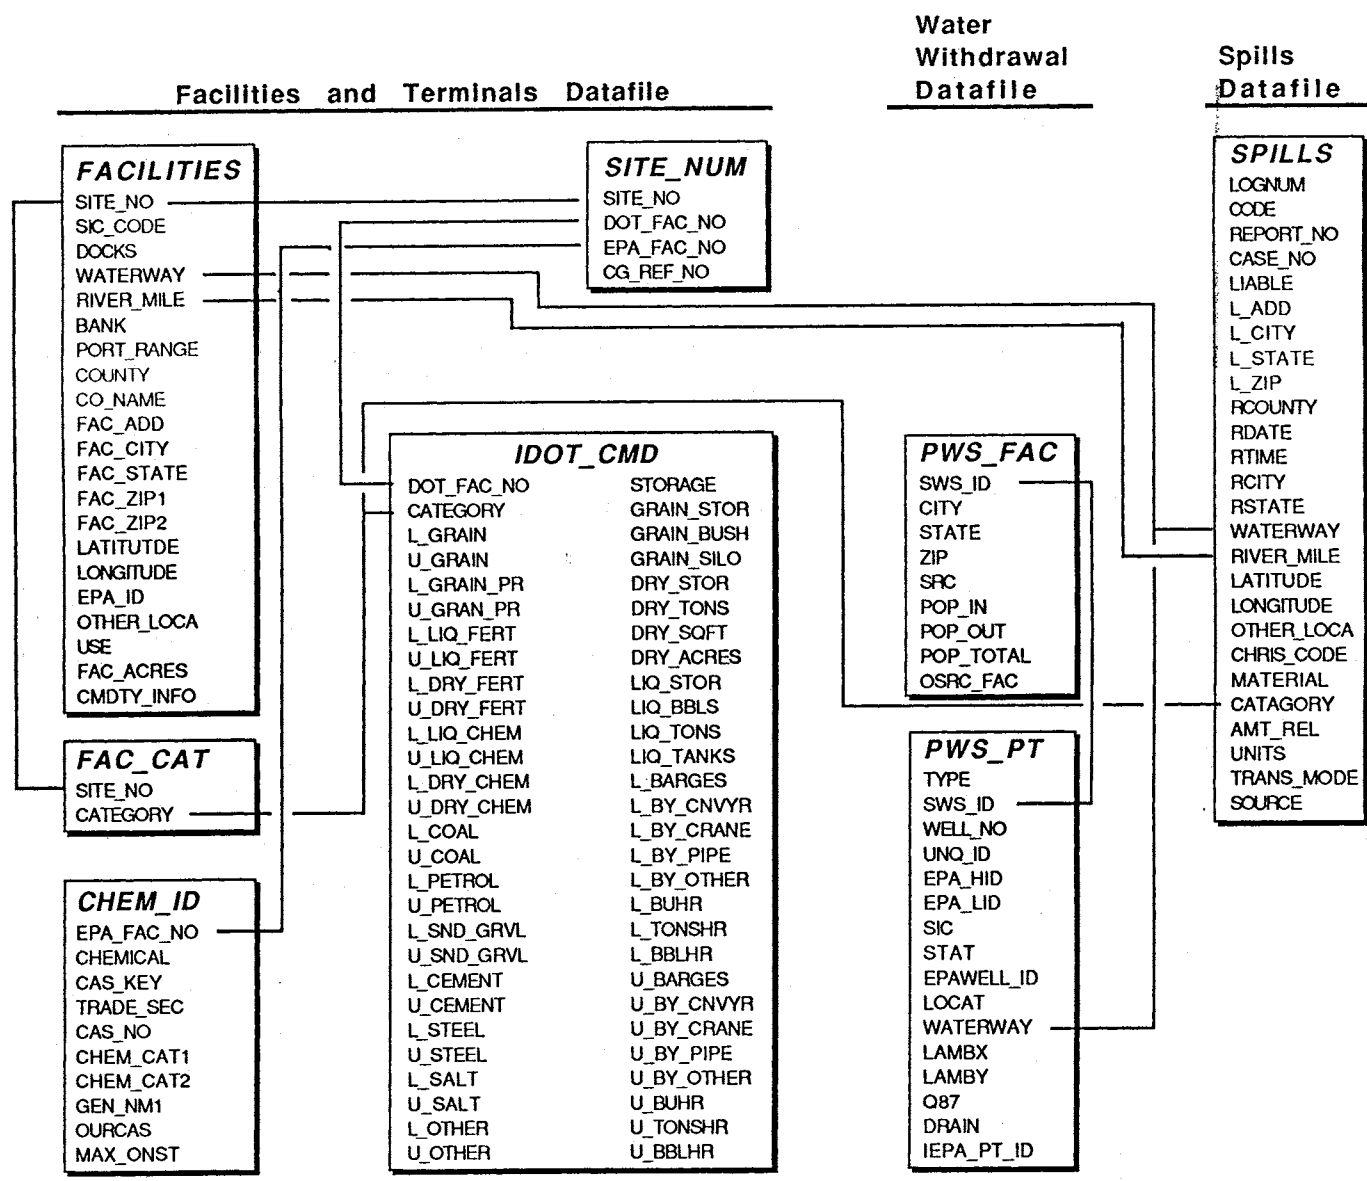 Facilities and Terminals Datafile
Water
Withdrawal
Datafile
Spills
Datafile
FACILITIES
SITE_NO
SIC_CODE
DOCKS
WATERWAY
RIVER_MILE
BANK
PORT_RANGE
COUNTY
CO_NAME
FAC_ADD
FAC_CITY
FAC_STATE
FAC_ZIP1
FAC_ZIP2
LATITUTDE
LONGITUDE
EPA_ID
OTHER_LOCA
USE
FAC_ACRES
CMDTY_INFO
FAC_CAT
SITE_NO
CATEGORY
CHEM_ID
EPA_FAC_NO
CHEMICAL
CAS_KEY
TRADE_SEC
CAS_NO
CHEM_CAT1
CHEM_CAT2
GEN_NM1
OURCAS
MAX_ONST
SITE_NUM
SITE_NO
DOT_FAC_NO
EPA_FAC_NO
CG_REF_NO
IDOT_CMD
DOT_FAC_NO
CATEGORY
L_GRAIN
U_GRAIN
L_GRAIN_PR
U_GRAN_PR
L_LIQ_FERT
U_LIQ_FERT
L_DRY_FERT
U_DRY_FERT
L_LIQ_CHEM
U_LIQ_CHEM
L_DRY_CHEM
U_DRY_CHEM
L_COAL
U_COAL
L_PETROL
U_PETROL
L_SND_GRVL
U_SND_GRVL
L_CEMENT
U_CEMENT
L_STEEL
U_STEEL
L_SALT
U_SALT
L_OTHER
U_OTHER
STORAGE
GRAIN_STOR
GRAIN_BUSH
GRAIN_SILO
DRY_STOR
DRY_TONS
DRY_SQFT
DRY_ACRES
LIQ_STOR
LIQ_BBLS
LIQ_TONS
LIQ_TANKS
L_BARGES
L_BY_CNVYR
L_BY_CRANE
L_BY_PIPE
L_BY_OTHER
L_BUHR
L_TONSHR
L_BBLHR
U_BARGES
U_BY_CNVYR
U_BY_CRANE
U_BY_PIPE
U_BY_OTHER
U_BUHR
U_TONSHR
U_BBLHR
PWS_FAC
SWS_ID
CITY
STATE
ZIP
SRC
POP_IN
POP_OUT
POP_TOTAL
OSRC_FAC
PWS_PT
TYPE
SWS_ID
WELL_NO
UNQ_ID
EPA_HID
EPA_LID
SIC
STAT
EPAWELL_ID
LOCAT
WATERWAY
LAMBX
LAMBY
Q87
DRAIN
IEPA_PT_ID
SPILLS
LOGNUM
CODE
REPORT_NO
CASE_NO
LIABLE
L_ADD
L_CITY
L_STATE
L_ZIP
RCOUNTY
RDATE
RTIME
RCITY
RSTATE
WATERWAY
RIVER_MILE
LATITUDE
LONGITUDE
OTHER_LOCA
CHRIS_CODE
MATERIAL
CATAGORY
AMT_REL
UNITS
TRANS_MODE
SOURCE